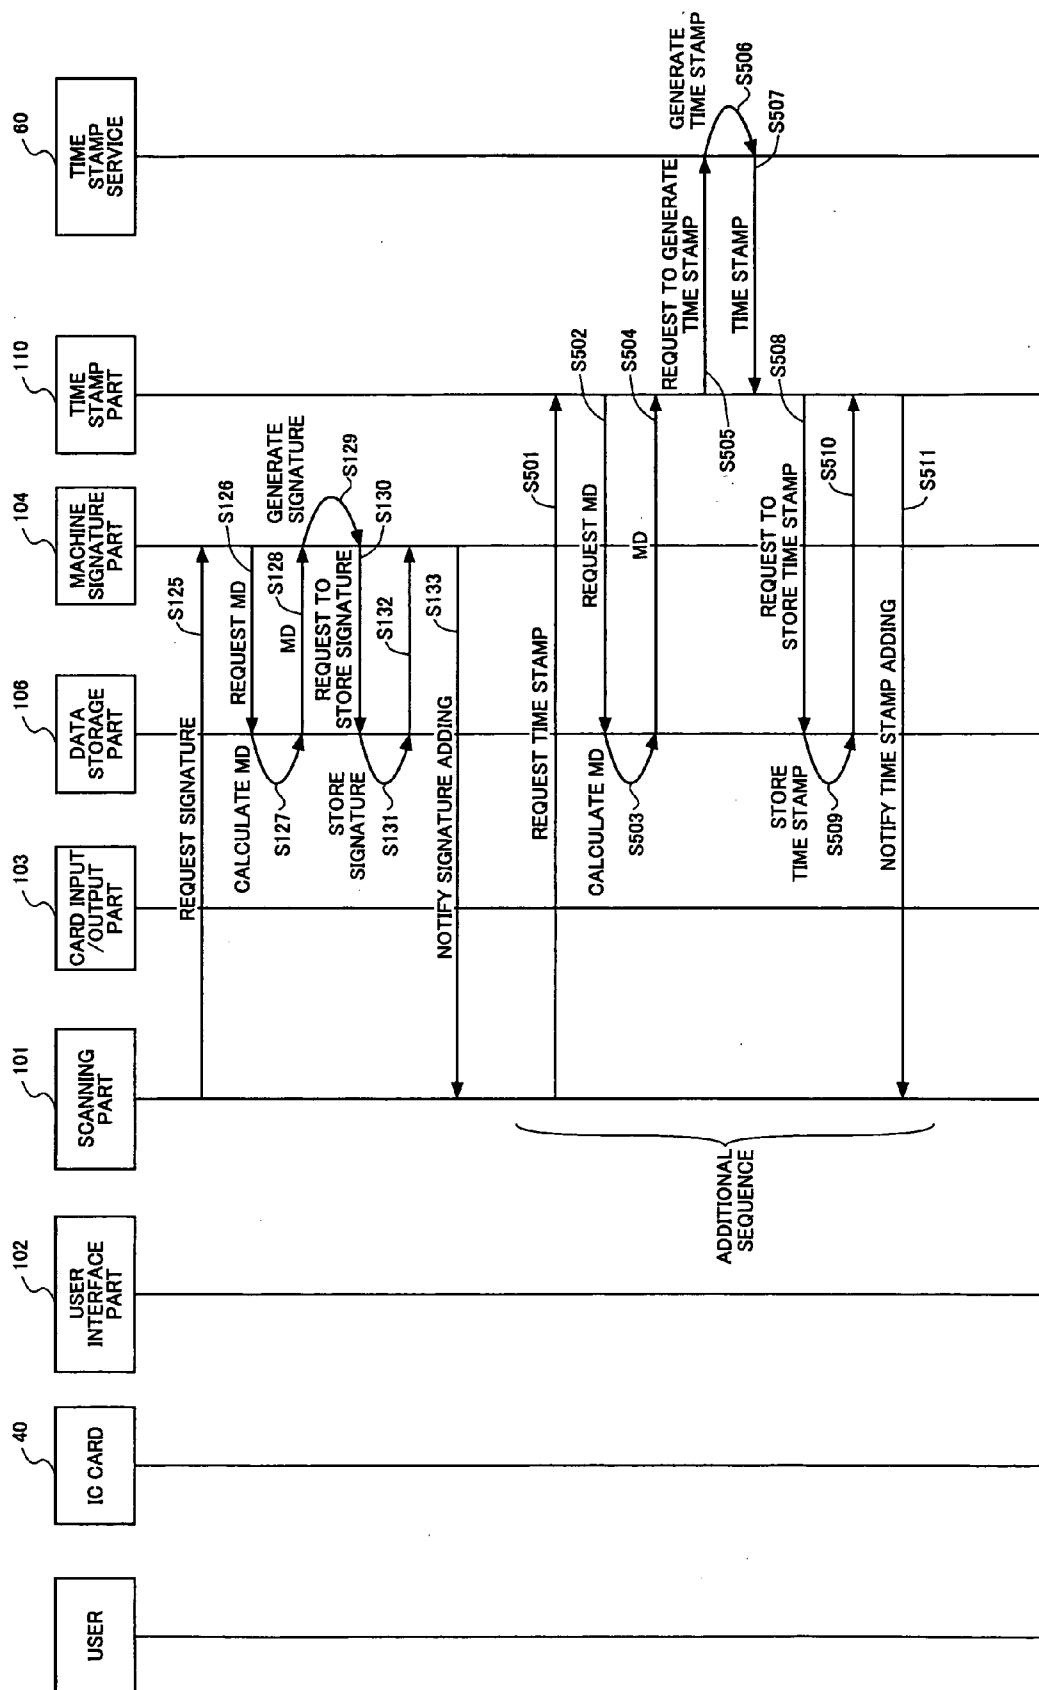 USER
40
IC CARD
102
USER
INTERFACE
PART
101
SCANNING
PART
103
CARD INPUT
/OUTPUT
PART
106
DATA
STORAGE
PART
104
MACHINE
SIGNATURE
PART
110
TIME
STAMP
PART
60
TIME
STAMP
SERVICE
REQUEST SIGNATURE
S125
REQUEST MD
S126
CALCULATE MD
S127
MD
S128
GENERATE
SIGNATURE
S129
REQUEST TO
STORE SIGNATURE
S130
STORE
SIGNATURE
S131
S132
NOTIFY SIGNATURE ADDING
S133
REQUEST TIME STAMP
S501
REQUEST MD
S502
CALCULATE MD
S503
MD
S504
REQUEST TO GENERATE
TIME STAMP
S505
GENERATE
TIME STAMP
S506
TIME STAMP
S507
REQUEST TO
STORE TIME STAMP
S508
STORE
TIME STAMP
S509
S510
NOTIFY TIME STAMP ADDING
S511
ADDITIONAL
SEQUENCE